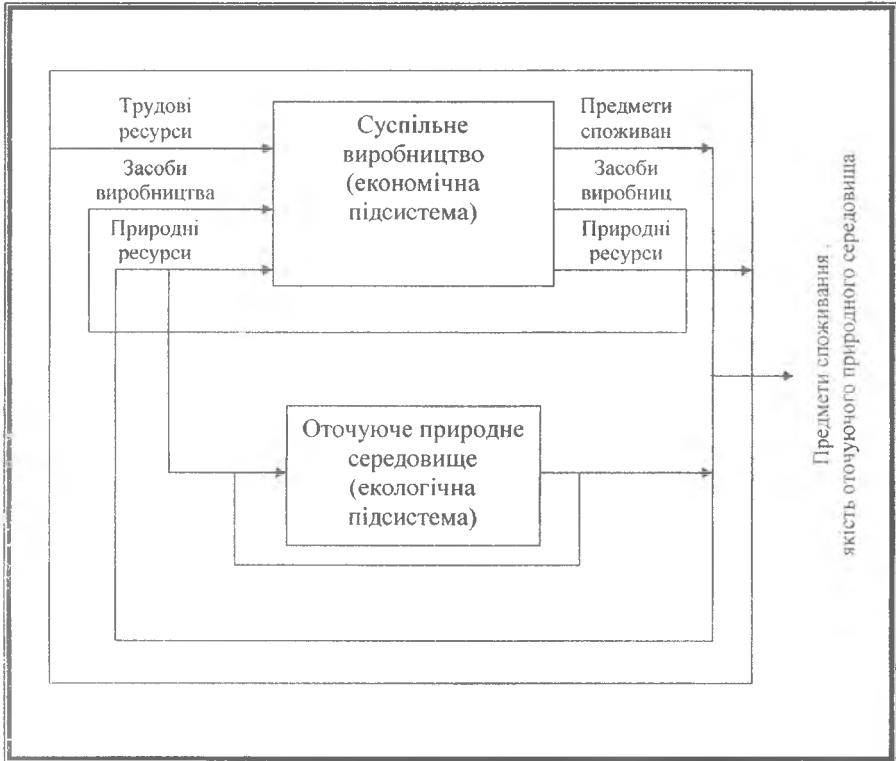 Трудові
ресурси
Засоби
виробництва
Природні
ресурси
Суспільне
виробництво
(економічна
підсистема)
Предмети
споживан
Засоби
виробниц
Природні
ресурси
Оточуюче природне
середовище
(екологічна
підсистема)
Предмети споживання
якість оточуючого природного середовища